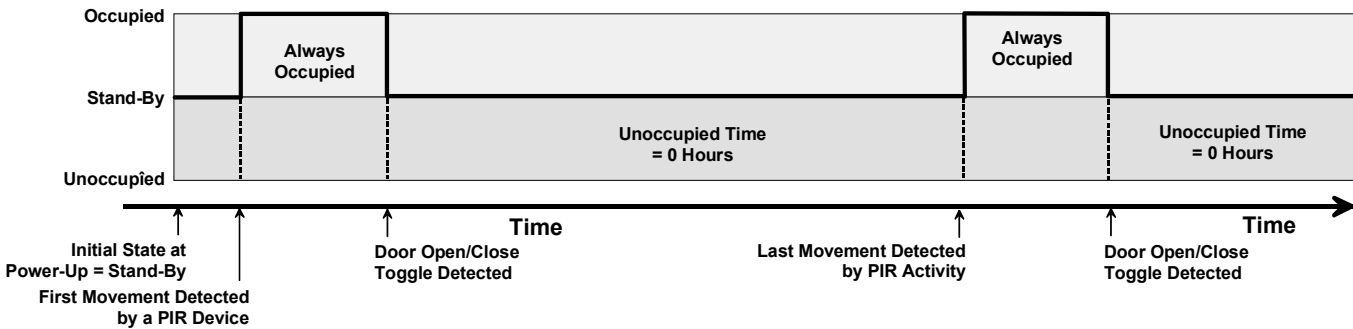 Occupied
Always
Occupied
Always
Occupied
Stand-By
Unoccupied Time
= 0 Hours
Unoccupied Time
= 0 Hours
Unoccupîed
Time
Time
Initial State at
Power-Up = Stand-By
First Movement Detected
by a PIR Device
Door Open/Close
Toggle Detected
Last Movement Detected
by PIR Activity
Door Open/Close
Toggle Detected